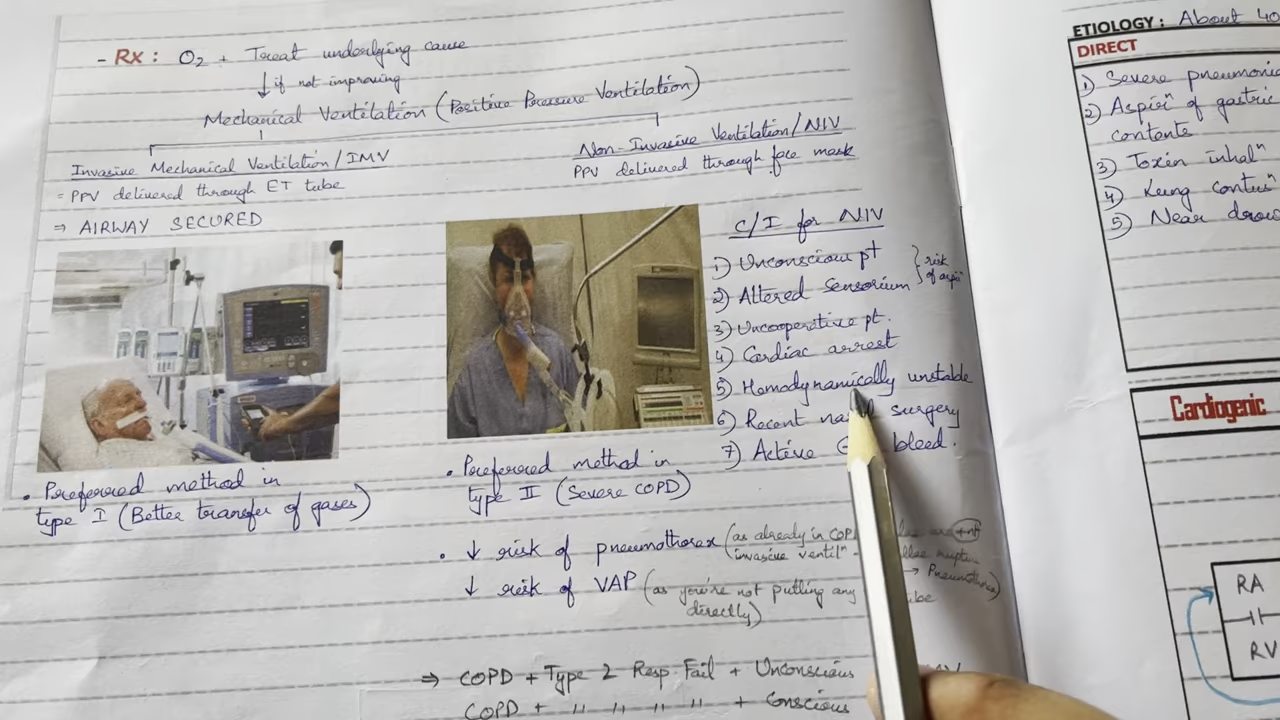 - Rx : O2 + Treat underlying cause
↓ if not improving
Mechanical Ventilation (Positive Pressure Ventilation)
Invasive Mechanical Ventilation/IMV
= PPV delivered through ET tube
⇒ AIRWAY SECURED
Non-Invasive Ventilation/NIV
PPV delivered through face mask
C/I for NIV
1) Unconscious pt
2) Altered Sensorium } risk of aspin
3) Uncooperative pt.
4) Cardiac arrest
5) Hemodynamically unstable
6) Recent surgery
7) Active bleed.
• Preferred method in
type I (Better transfer of gases)
• Preferred method in
type II (Severe COPD)
• ↓ risk of pneumothorax (as already in
invasive ventiln - rupture
→ Pneumothorax)
↓ risk of VAP (as you're not putting any
directly)
⇒ COPD + Type 2 Resp. Fail + Unconscious
COPD + " " " " + Conscious
ETIOLOGY : About 40
DIRECT
1) Severe pneumonia
2) Aspirn of gastric
contents
3) Toxin inhaln
4) Lung contusn
5) Near
Cardiogenic
RA
RV